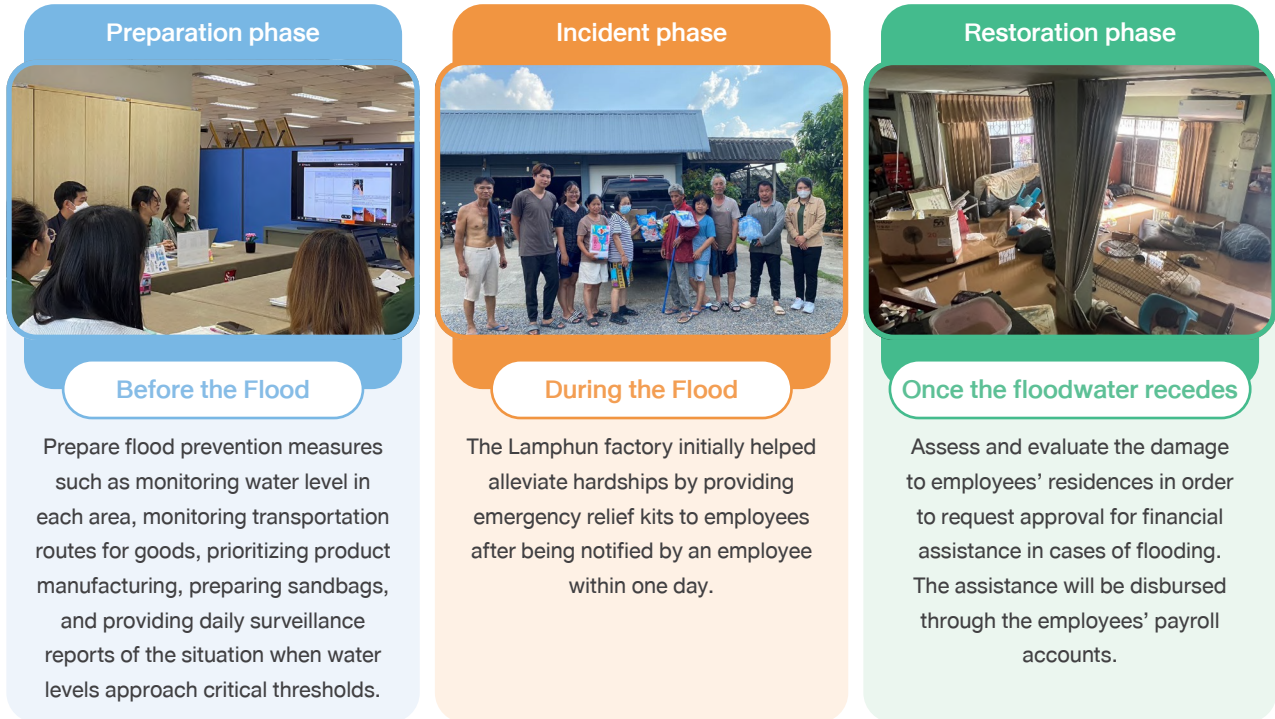 Preparation phase
Before the Flood
Prepare flood prevention measures
such as monitoring water level in
each area, monitoring transportation
routes for goods, prioritizing product
manufacturing, preparing sandbags,
and providing daily surveillance
reports of the situation when water
levels approach critical thresholds.
Incident phase
During the Flood
The Lamphun factory initially helped
alleviate hardships by providing
emergency relief kits to employees
after being notified by an employee
within one day.
Restoration phase
Once the floodwater recedes
Assess and evaluate the damage
to employees’ residences in order
to request approval for financial
assistance in cases of flooding.
The assistance will be disbursed
through the employees’ payroll
accounts.